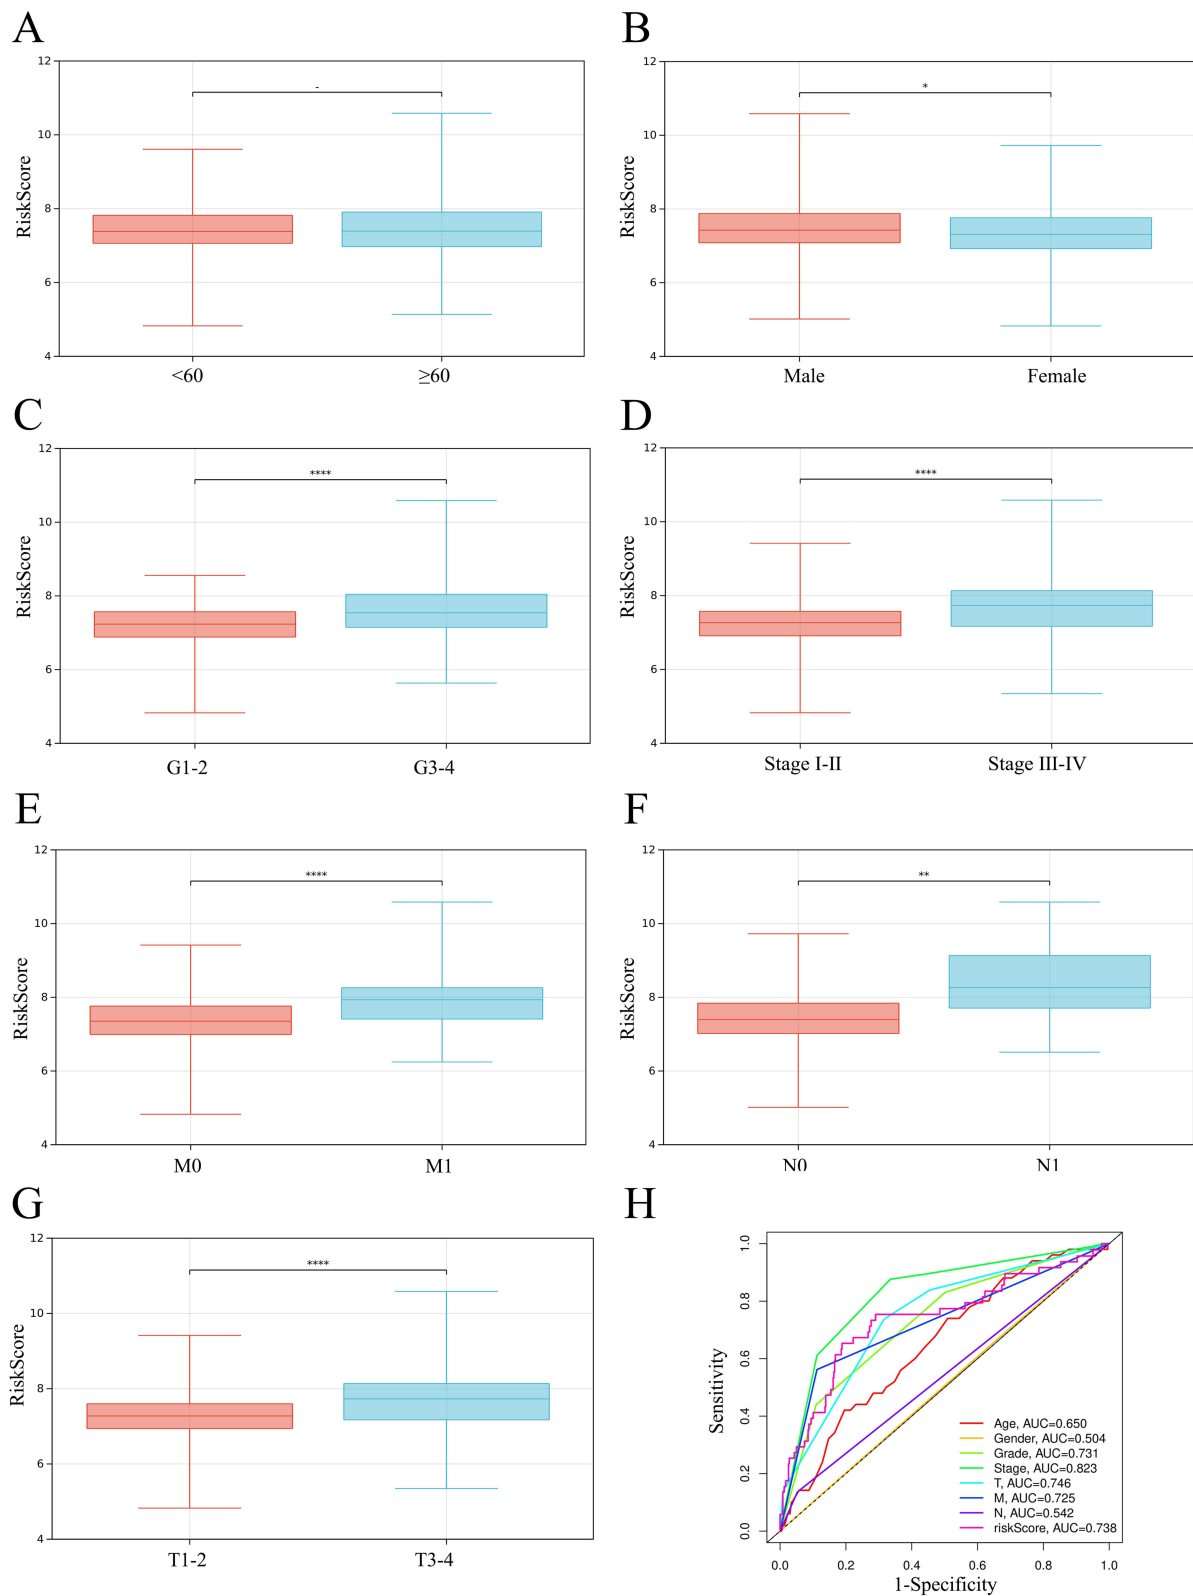 A
B
12
10
8
6
4
RiskScore
-
<60
≥60
12
10
8
6
4
RiskScore
*
Male
Female
C
D
12
10
8
6
4
RiskScore
****
G1-2
G3-4
12
10
8
6
4
RiskScore
****
Stage I-II
Stage III-IV
E
F
12
10
8
6
4
RiskScore
****
M0
M1
12
10
8
6
4
RiskScore
**
N0
N1
G
H
12
10
8
6
4
RiskScore
****
T1-2
T3-4
1.0
0.8
0.6
0.4
0.2
0.0
Sensitivity
Age, AUC=0.650
Gender, AUC=0.504
Grade, AUC=0.731
Stage, AUC=0.823
T, AUC=0.746
M, AUC=0.725
N, AUC=0.542
riskScore, AUC=0.738
0.0 0.2 0.4 0.6 0.8 1.0
1-Specificity